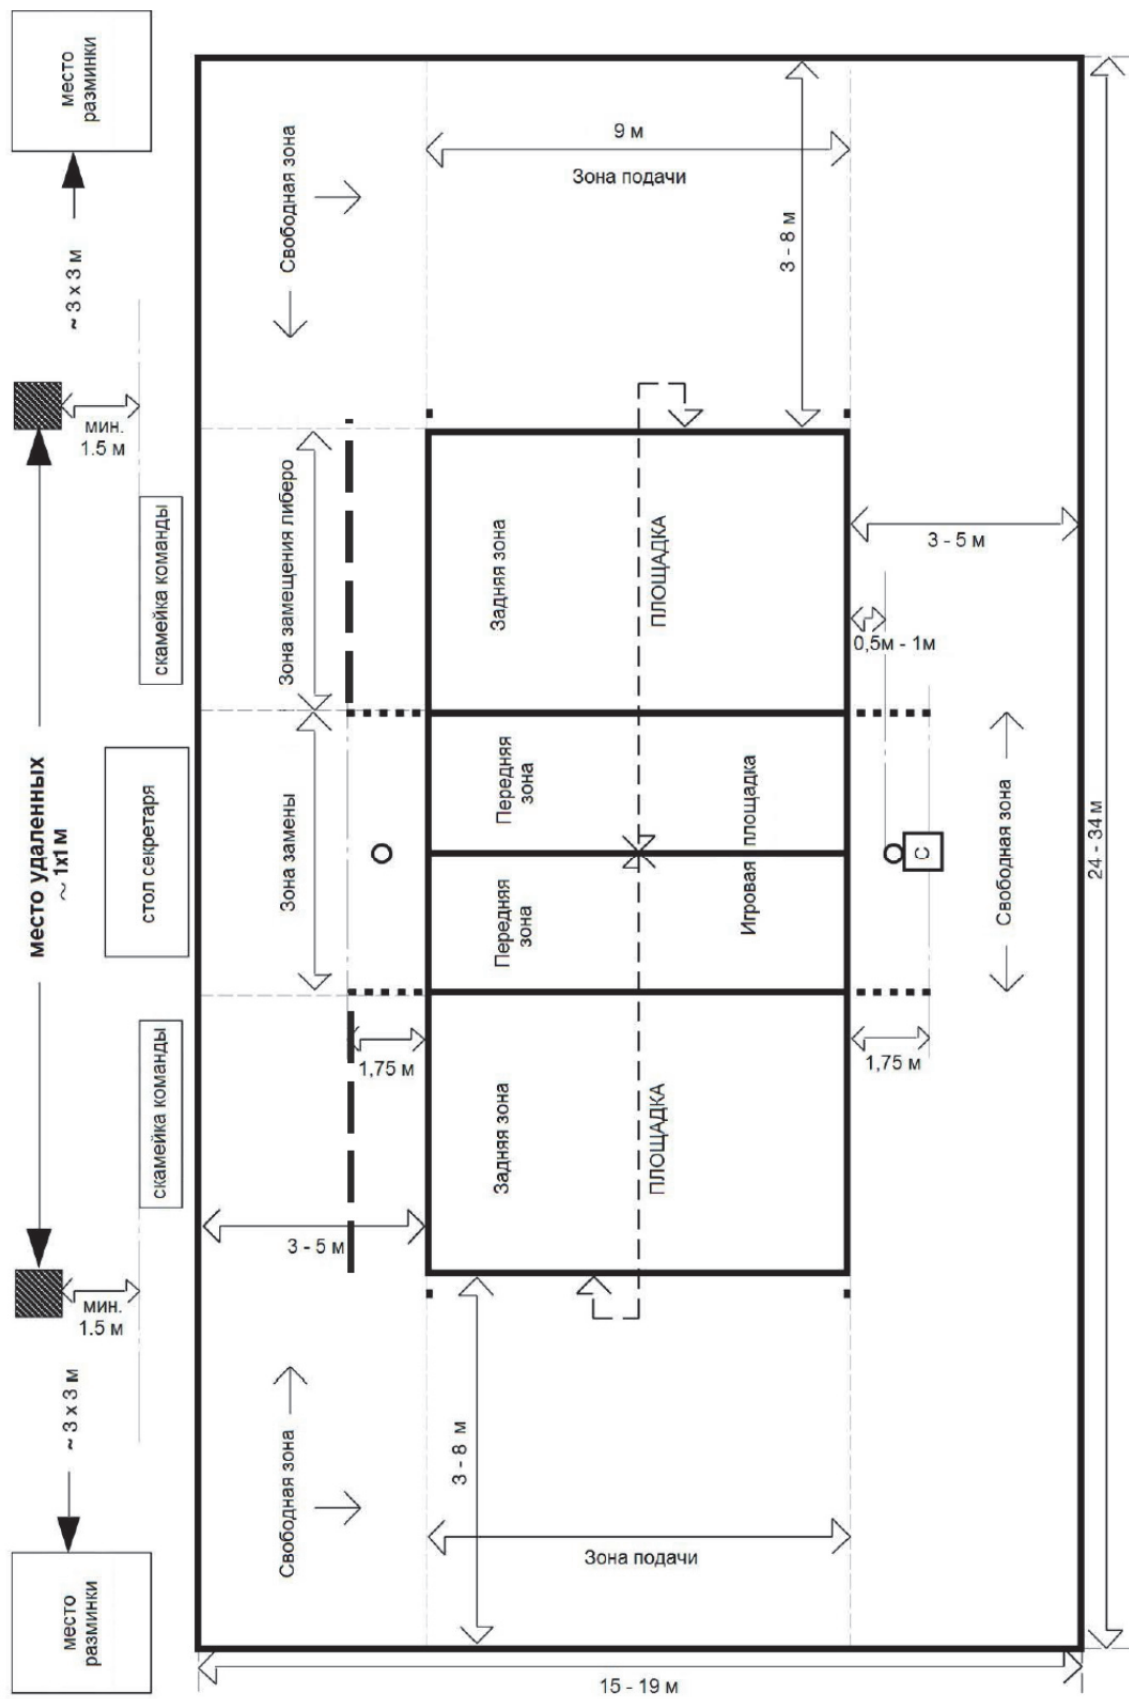 место
разминки
~ 3 x 3 м
мин.
1.5 м
место удаленных
~ 1x1 м
мин.
1.5 м
~ 3 x 3 м
место
разминки
скамейка команды
стол секретаря
скамейка команды
Свободная зона
Зона замещения либеро
Зона замены
3 - 5 м
Свободная зона
9 м
Зона подачи
3 - 8 м
Задняя зона
ПЛОЩАДКА
Передняя
зона
Передняя
зона
Игровая площадка
1,75 м
Задняя зона
ПЛОЩАДКА
3 - 8 м
Зона подачи
3 - 5 м
0,5м - 1м
С
Свободная зона
1,75 м
24 - 34 м
15 - 19 м